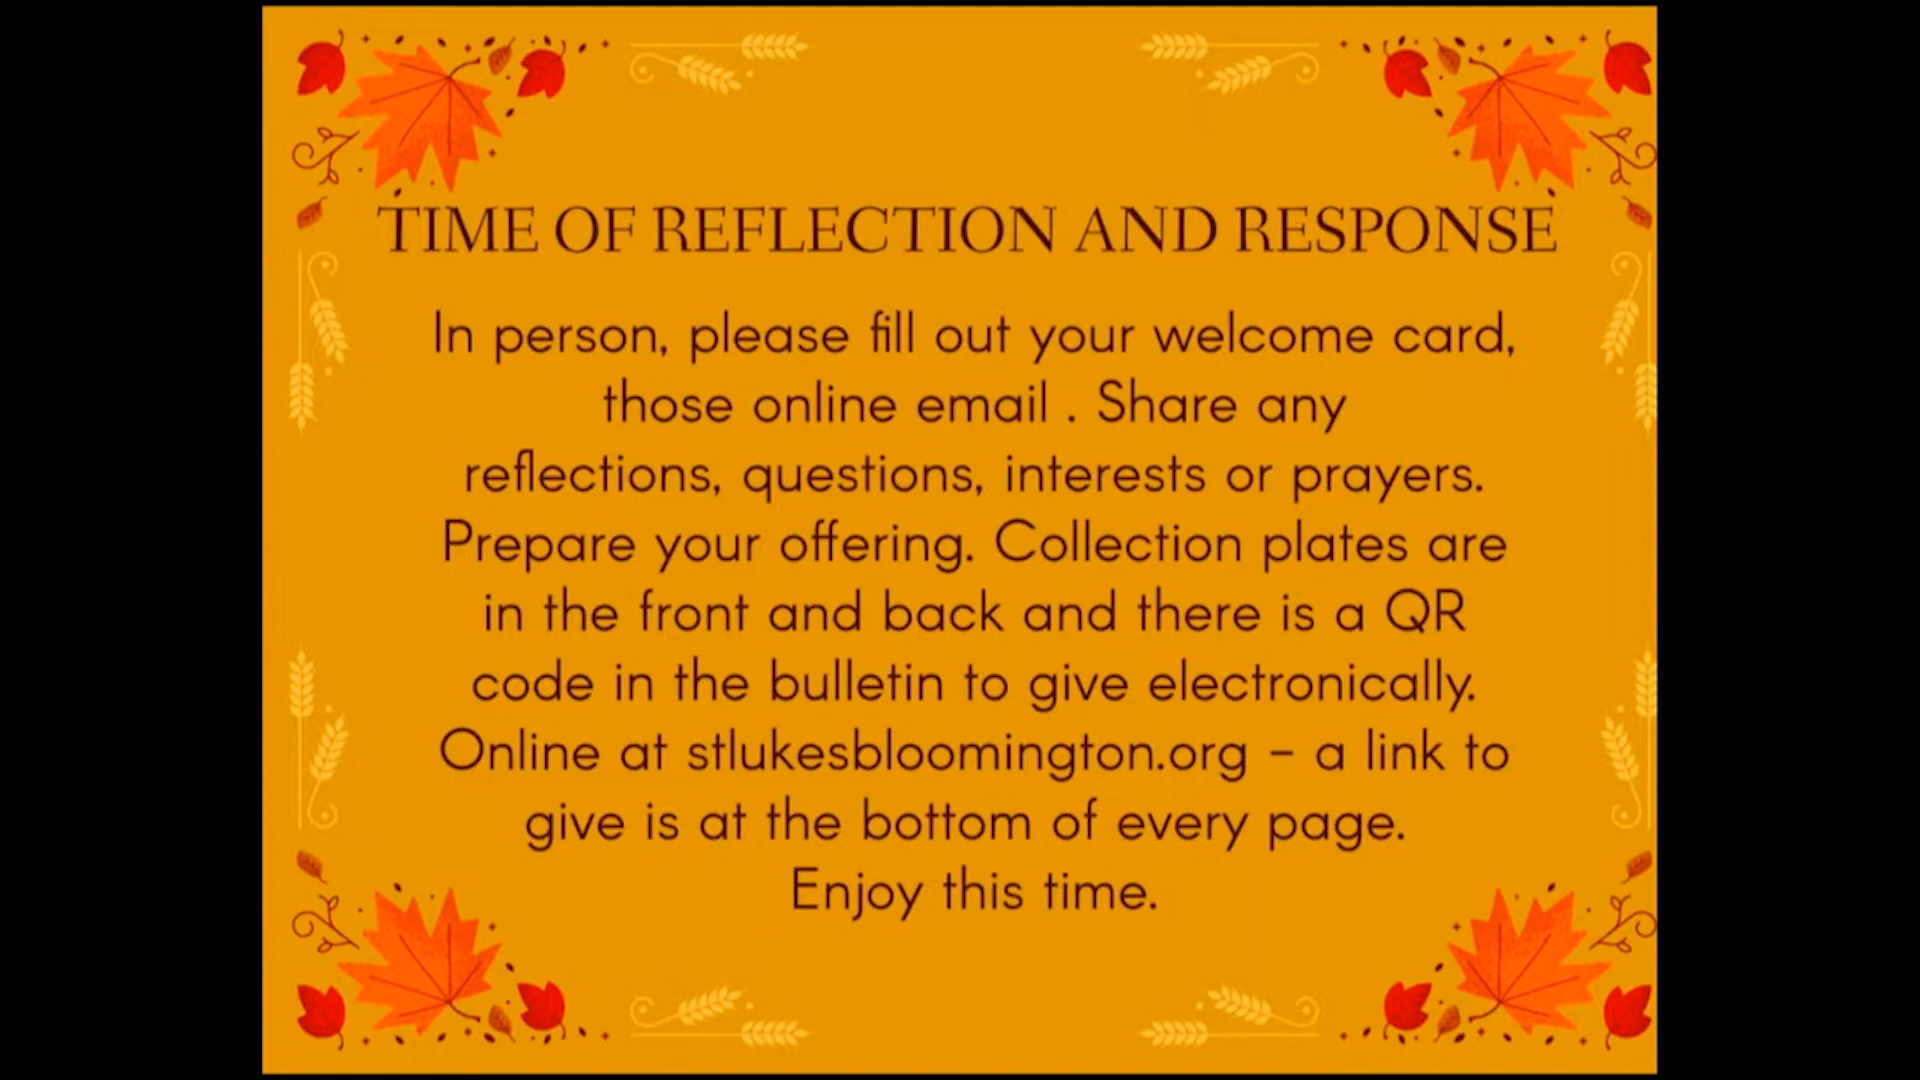 TIME OF REFLECTION AND RESPONSE
In person, please fill out your welcome card,
those online email . Share any
reflections, questions, interests or prayers.
Prepare your offering. Collection plates are
in the front and back and there is a QR
code in the bulletin to give electronically.
Online at stlukesbloomington.org – a link to
give is at the bottom of every page.
Enjoy this time.